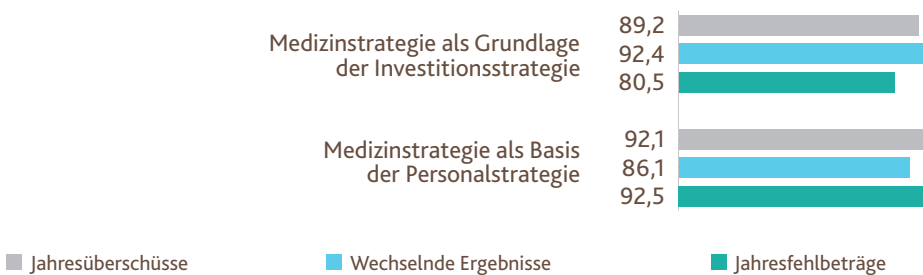 Medizinstrategie als Grundlage
der Investitionsstrategie
89,2
92,4
80,5
Medizinstrategie als Basis
der Personalstrategie
92,1
86,1
92,5
Jahresüberschüsse
Wechselnde Ergebnisse
Jahresfehlbeträge